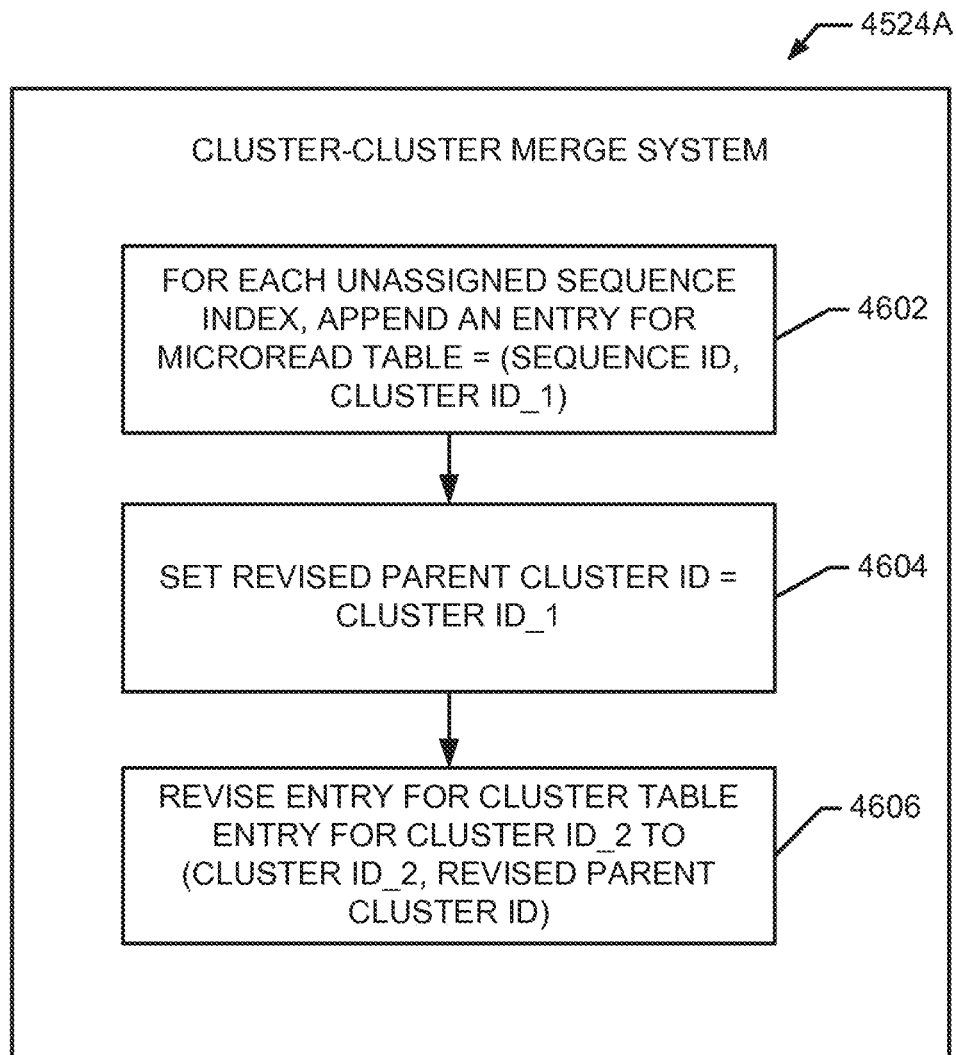 4524A
CLUSTER-CLUSTER MERGE SYSTEM
FOR EACH UNASSIGNED SEQUENCE
INDEX, APPEND AN ENTRY FOR
MICROREAD TABLE = (SEQUENCE ID,
CLUSTER ID_1)
4602
SET REVISED PARENT CLUSTER ID =
CLUSTER ID_1
4604
REVISE ENTRY FOR CLUSTER TABLE
ENTRY FOR CLUSTER ID_2 TO
(CLUSTER ID_2, REVISED PARENT
CLUSTER ID)
4606